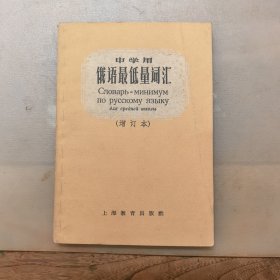 中学用
俄语最低量词汇
Словарь-минимум
по русскому языку
для средней школы
(增订本)
上海教育出版社